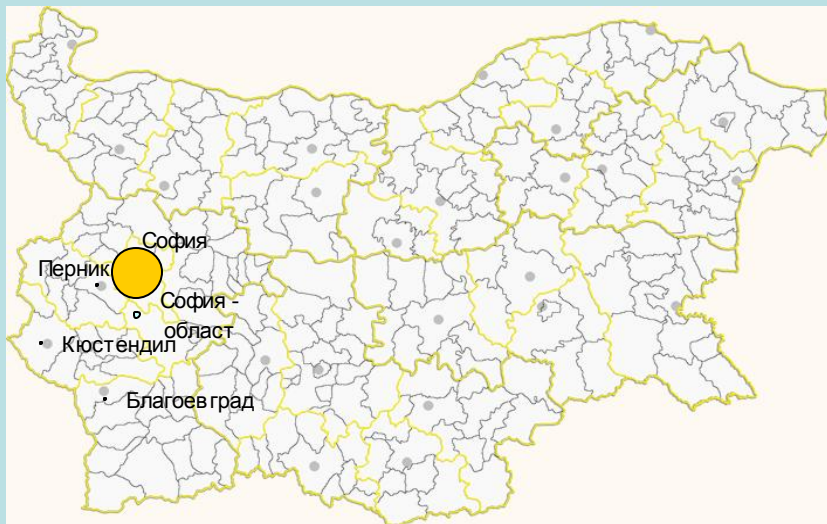 София
Перник
София -
област
Кюстендил
Благоевград